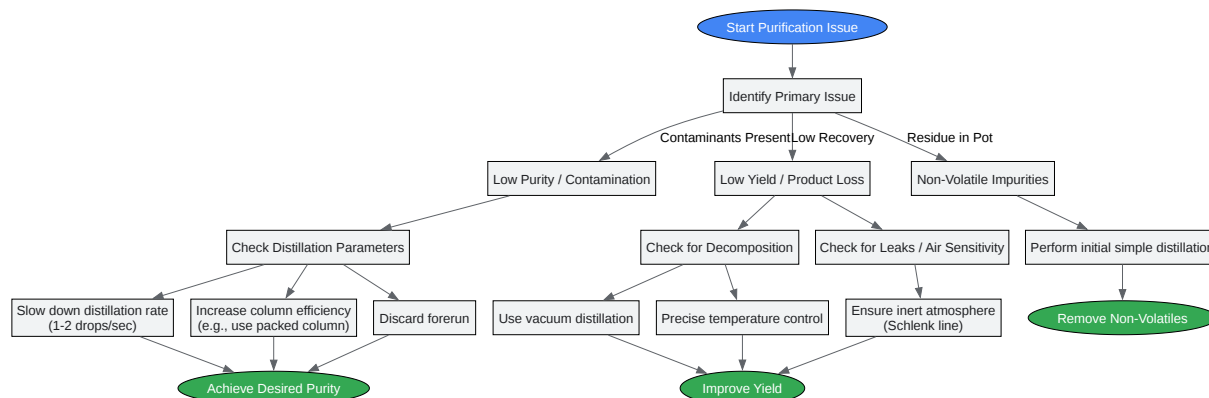 Start Purification Issue
Identify Primary Issue
Contaminants Present
Low Recovery
Residue in Pot
Low Purity / Contamination
Low Yield / Product Loss
Non-Volatile Impurities
Check Distillation Parameters
Check for Decomposition
Check for Leaks / Air Sensitivity
Perform initial simple distillation
Slow down distillation rate
(1-2 drops/sec)
Increase column efficiency
(e.g., use packed column)
Discard forerun
Use vacuum distillation
Precise temperature control
Ensure inert atmosphere
(Schlenk line)
Remove Non-Volatiles
Achieve Desired Purity
Improve Yield